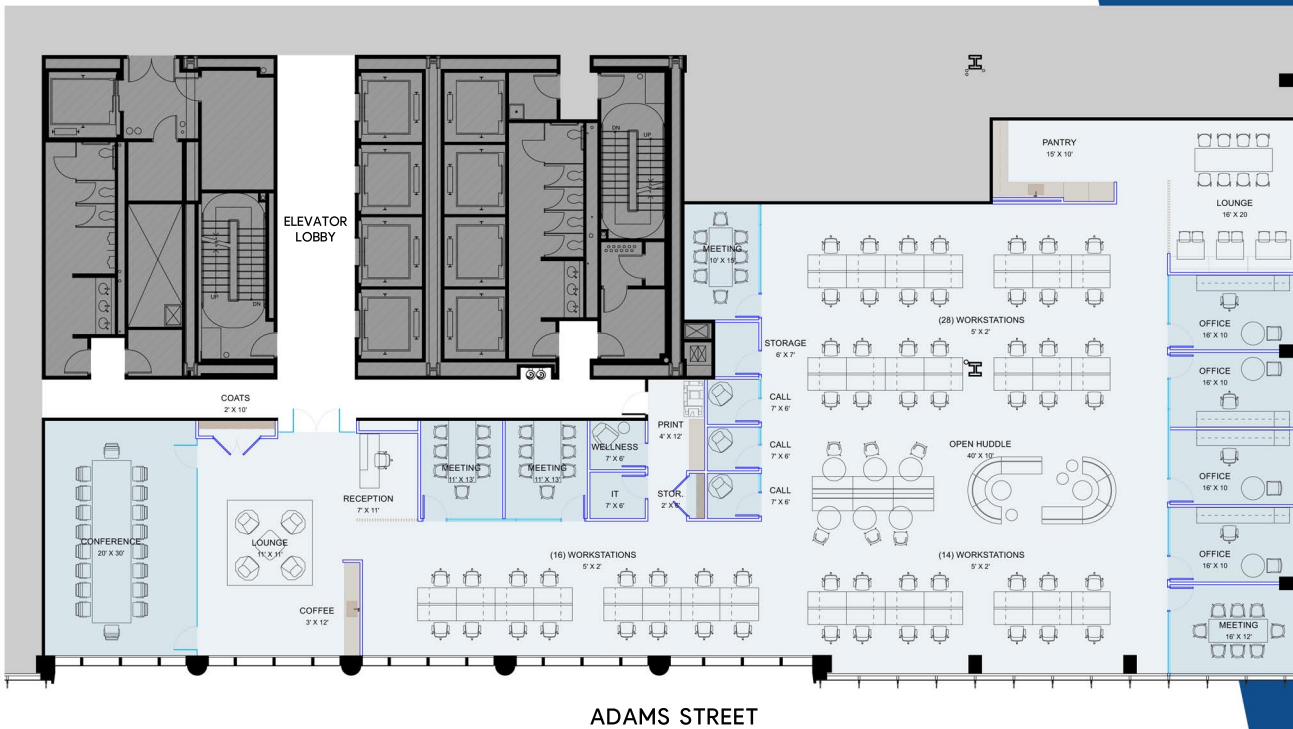 PANTRY
15' X 10'
DN
UP
ELEVATOR
LOBBY
LOUNGE
16' X 20
MEETING
10' X 15'
UP
DN
(28) WORKSTATIONS
5' X 2'
OFFICE
16' X 10
STORAGE
6' X 7'
OFFICE
16' X 10
COATS
2' X 10'
CALL
7' X 6'
PRINT
4' X 12'
CALL
7' X 6'
WELLNESS
7' X 6'
OPEN HUDDLE
40' X 10'
MEETING
11' X 13'
MEETING
11' X 13'
OFFICE
16' X 10
RECEPTION
7' X 11'
IT
7' X 6'
STOR.
2' X 6'
CALL
7' X 6'
CONFERENCE
20' X 30'
LOUNGE
11' X 11'
(16) WORKSTATIONS
5' X 2'
(14) WORKSTATIONS
5' X 2'
OFFICE
16' X 10
COFFEE
3' X 12'
MEETING
16' X 12'
ADAMS STREET